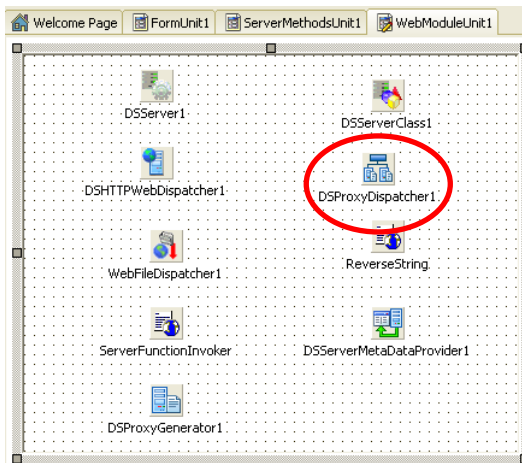 Welcome Page FormUnit1 ServerMethodsUnit1 WebModuleUnit1
DSServer1
DSServerClass1
DSHTTPWebDispatcher1
DSProxyDispatcher1
WebFileDispatcher1
ReverseString
ServerFunctionInvoker
DSServerMetaDataProvider1
DSProxyGenerator1